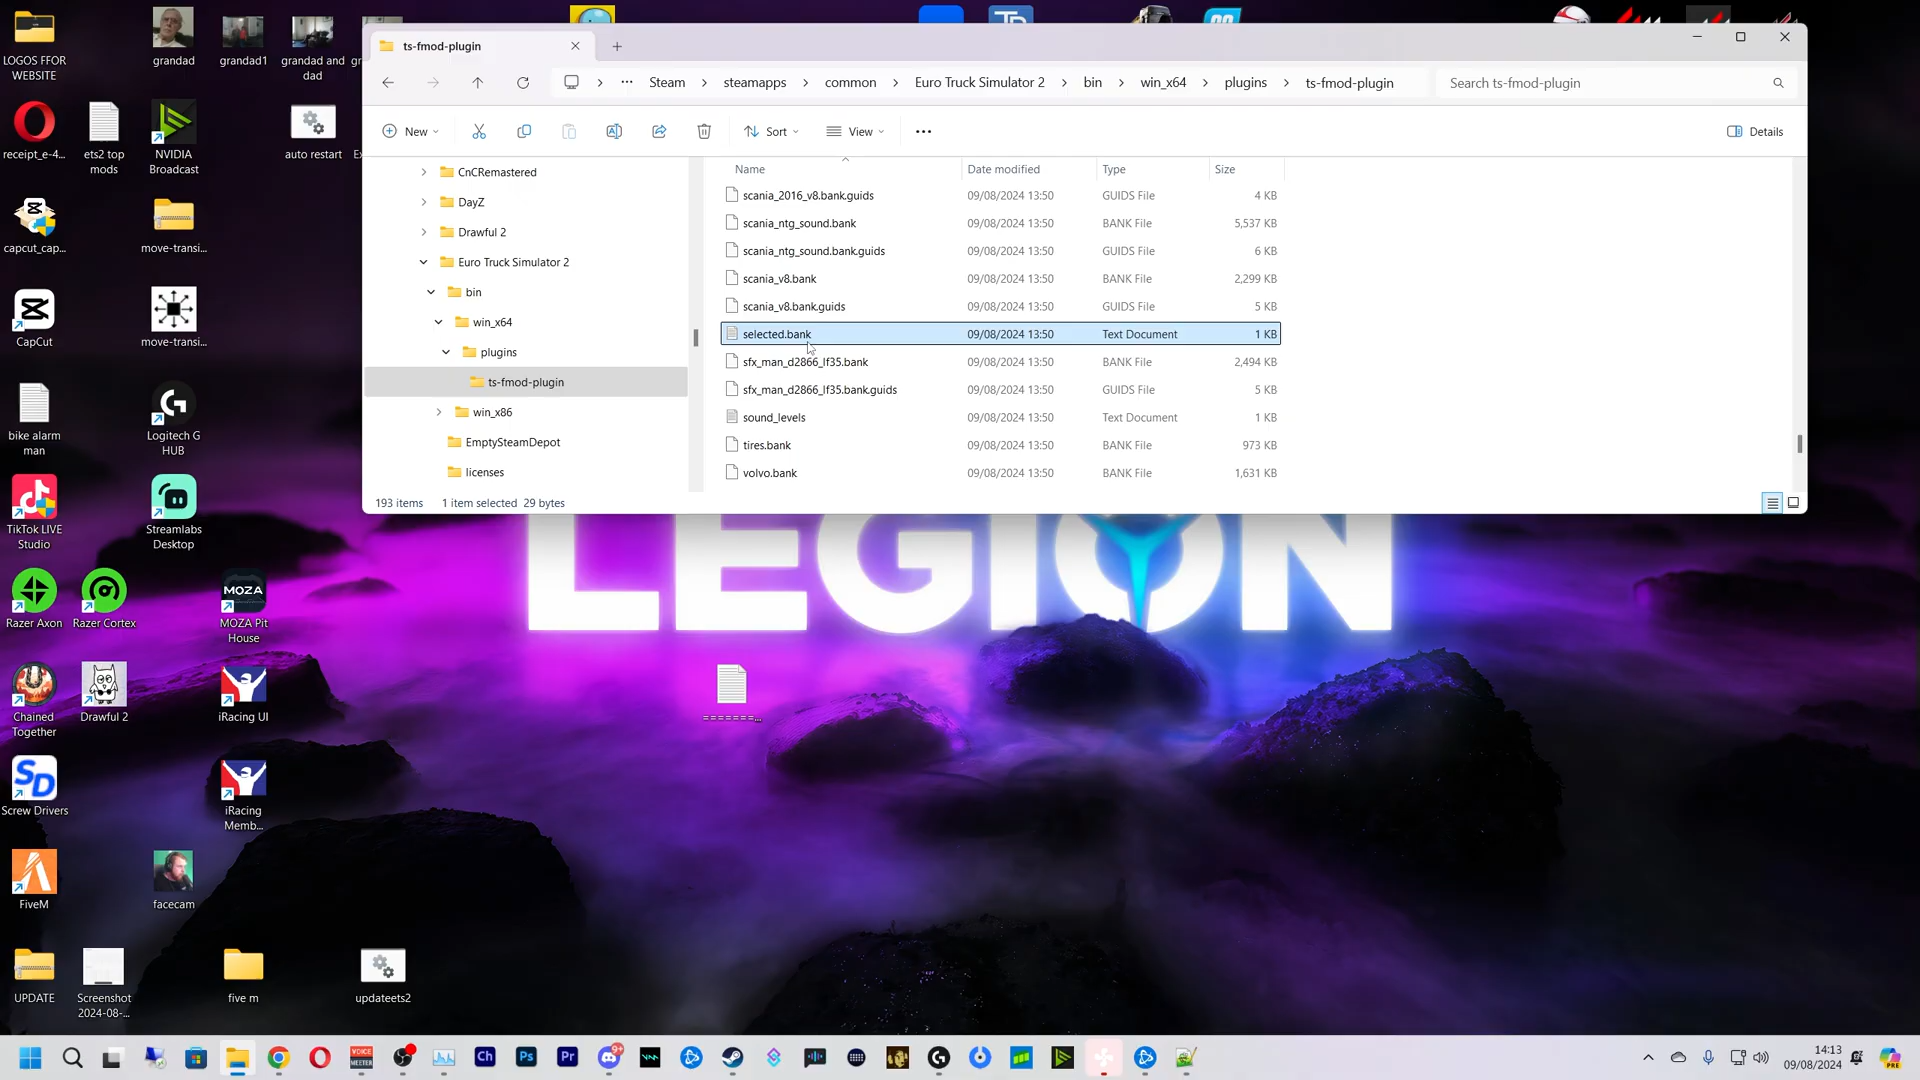 ts-fmod-plugin
Steam
steamapps
common
Euro Truck Simulator 2
bin
win_x64
plugins
ts-fmod-plugin
Search ts-fmod-plugin
New
Sort
View
Details
CnCRemastered
DayZ
Drawful 2
Euro Truck Simulator 2
bin
win_x64
plugins
ts-fmod-plugin
win_x86
EmptySteamDepot
licenses
Name Date modified Type Size
scania_2016_v8.bank.guids 09/08/2024 13:50 GUIDS File 4 KB
scania_ntg_sound.bank 09/08/2024 13:50 BANK File 5,537 KB
scania_ntg_sound.bank.guids 09/08/2024 13:50 GUIDS File 6 KB
scania_v8.bank 09/08/2024 13:50 BANK File 2,299 KB
scania_v8.bank.guids 09/08/2024 13:50 GUIDS File 5 KB
selected.bank 09/08/2024 13:50 Text Document 1 KB
sfx_man_d2866_lf35.bank 09/08/2024 13:50 BANK File 2,494 KB
sfx_man_d2866_lf35.bank.guids 09/08/2024 13:50 GUIDS File 5 KB
sound_levels 09/08/2024 13:50 Text Document 1 KB
tires.bank 09/08/2024 13:50 BANK File 973 KB
volvo.bank 09/08/2024 13:50 BANK File 1,631 KB
193 items 1 item selected 29 bytes
LEGION
LOGOS FFOR
WEBSITE
grandad
grandad1
grandad and
dad
receipt_e-4...
ets2 top
mods
NVIDIA
Broadcast
auto restart
capcut_cap...
move-transi...
CapCut
move-transi...
bike alarm
man
Logitech G
HUB
TikTok LIVE
Studio
Streamlabs
Desktop
Razer Axon
Razer Cortex
MOZA
MOZA Pit
House
Chained
Together
Drawful 2
iRacing UI
=======...
SD
Screw Drivers
iRacing
Memb...
FiveM
facecam
UPDATE
Screenshot
2024-08-...
five m
updateets2
VOICE
MEETER
Ch
Ps
Pr
14:13
09/08/2024
PRE